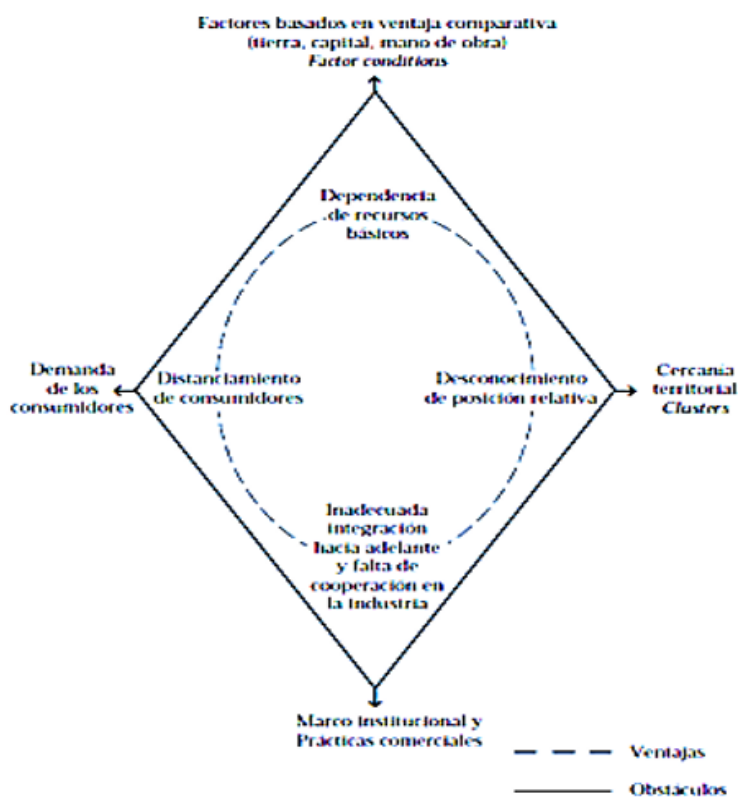 Factores basados en ventaja comparativa
(tierra, capital, mano de obra)
Factor conditions
Dependencia
de recursos
básicos
Demanda
de los
consumidores
Distanciamiento
de consumidores
Desconocimiento
de posición relativa
Cercanía
territorial
Clusters
Inadecuada
integración
hacia adelante
y falta de
cooperación en
la industria
Marco institucional y
Prácticas comerciales
Ventajas
Obstáculos